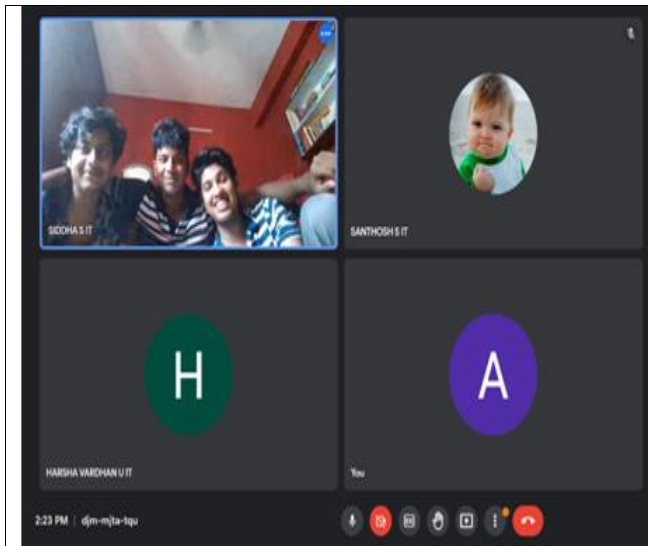 SIDDHA S IT
SANTHOSH S IT
H
A
HARSHA VARDHAN U IT
You
2:23 PM | djm-mjta-tqu